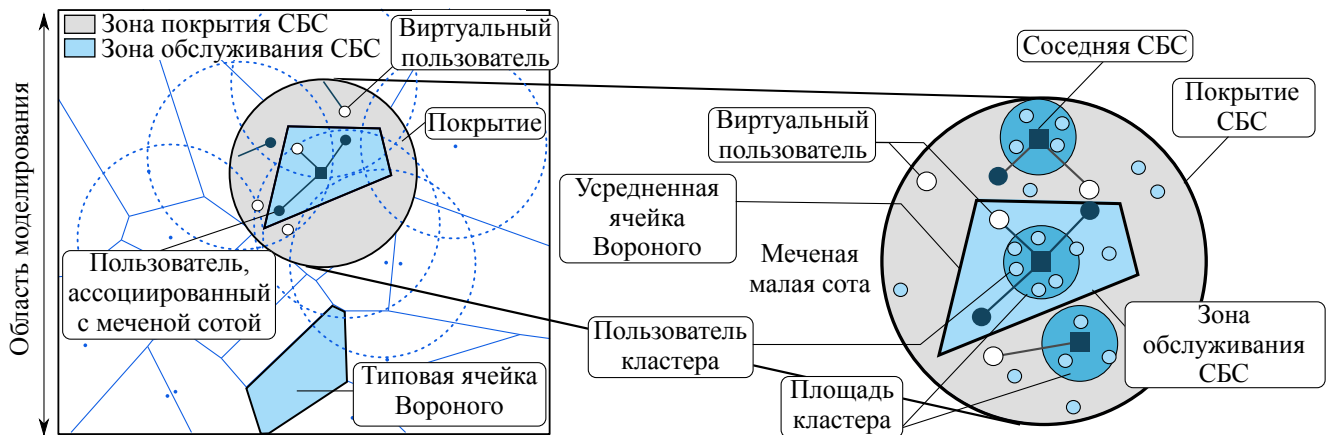 Область моделирования
Зона покрытия СБС
Зона обслуживания СБС
Виртуальный
пользователь
Покрытие
Пользователь,
ассоциированный
с меченой сотой
Типовая ячейка
Вороного
Соседняя СБС
Покрытие
СБС
Виртуальный
пользователь
Усредненная
ячейка
Вороного
Меченая
малая сота
Пользователь
кластера
Зона
обслуживания
СБС
Площадь
кластера